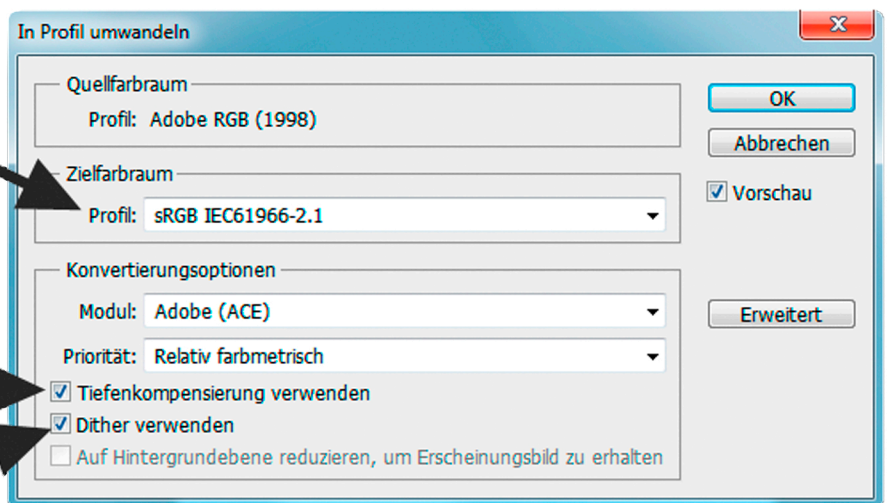 In Profil umwandeln
Quellfarbraum
Profil: Adobe RGB (1998)
Zielfarbraum
Profil: sRGB IEC61966-2.1
Konvertierungsoptionen
Modul: Adobe (ACE)
Priorität: Relativ farbmetrisch
Tiefenkompensierung verwenden
Dither verwenden
Auf Hintergrundebene reduzieren, um Erscheinungsbild zu erhalten
OK
Abbrechen
Vorschau
Erweitert